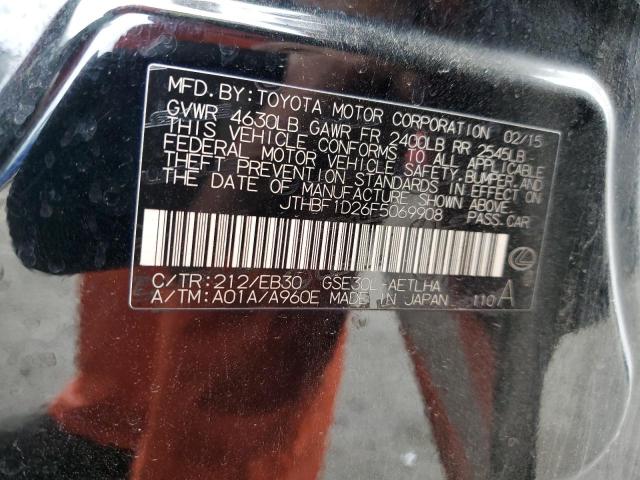 MFD. BY: TOYOTA MOTOR CORPORATION 02/15
GVWR 4630LB GAWR FR 2400LB RR 2545LB
THIS VEHICLE CONFORMS TO ALL APPLICABLE
FEDERAL MOTOR VEHICLE SAFETY, BUMPER, AND
THEFT PREVENTION STANDARDS IN EFFECT ON
THE DATE OF MANUFACTURE SHOWN ABOVE.
JTHBF1D26F5069908 PASS. CAR
C/TR: 212/EB30 GSE30L-AETLHA
A/TM: A01A/A960E MADE IN JAPAN 110 A